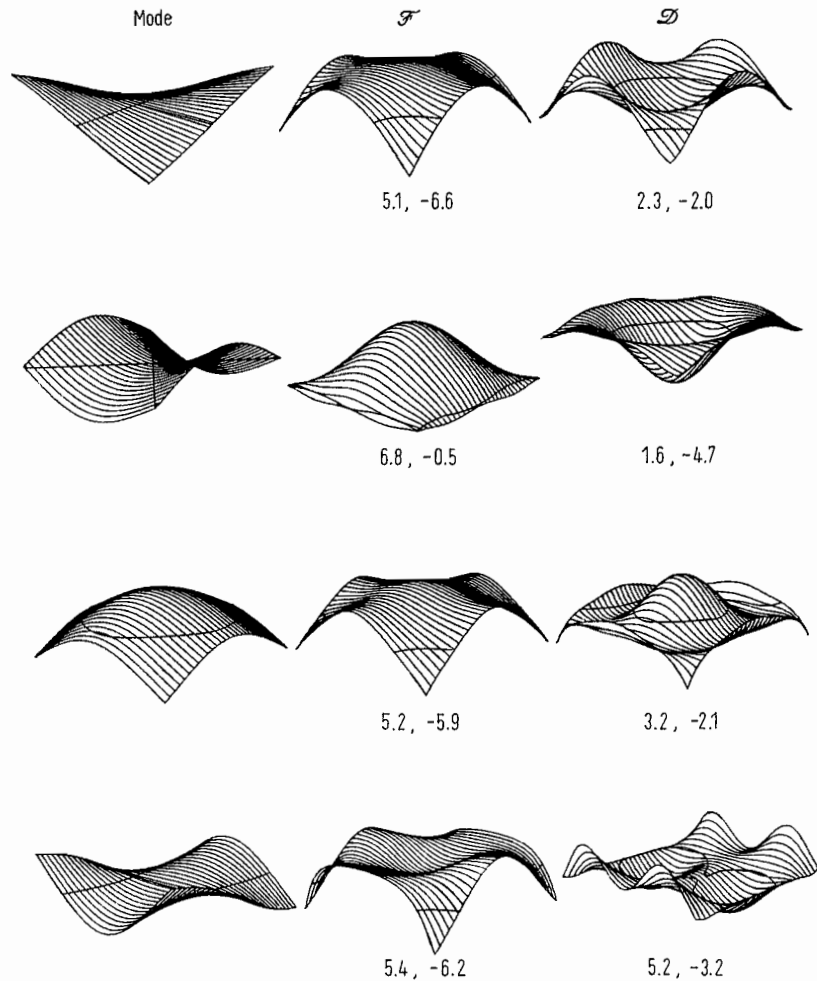 Mode ℱ 𝒟
5.1, -6.6 2.3, -2.0
6.8, -0.5 1.6, -4.7
5.2, -5.9 3.2, -2.1
5.4, -6.2 5.2, -3.2